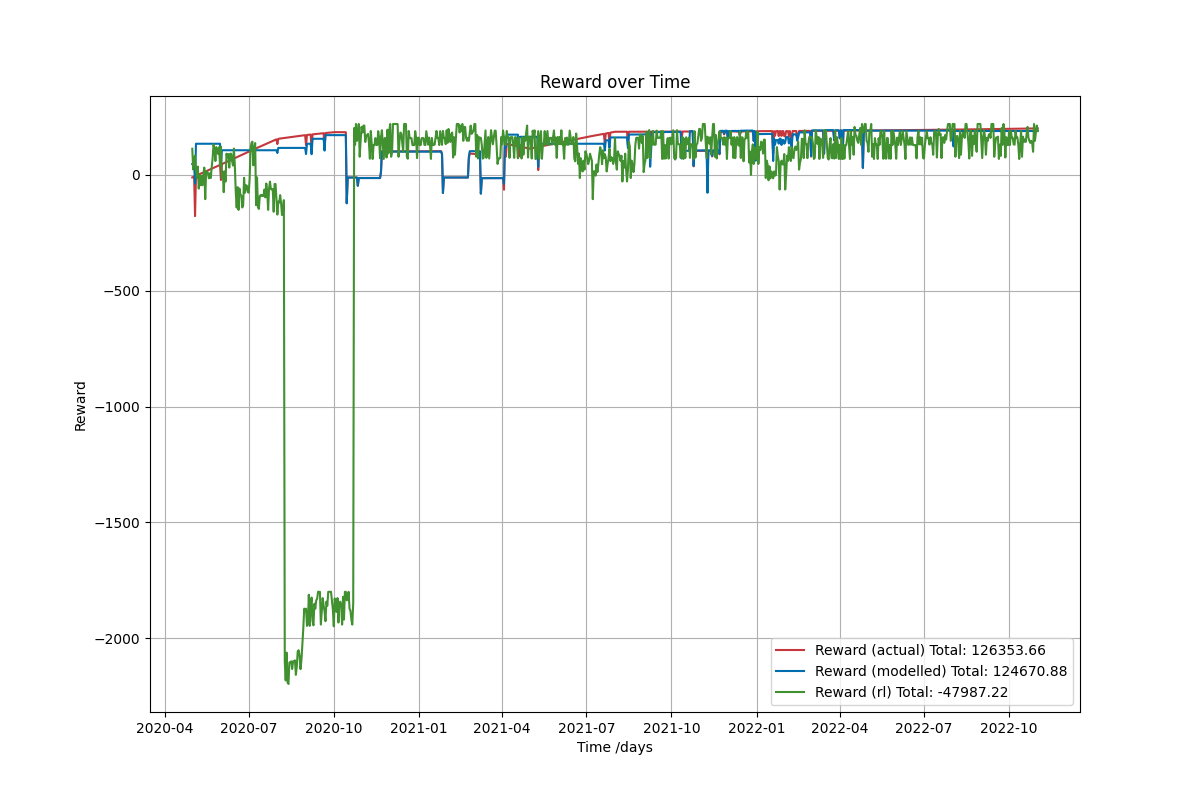 Reward over Time
Reward
0
−500
−1000
−1500
−2000
2020-04 2020-07 2020-10 2021-01 2021-04 2021-07 2021-10 2022-01 2022-04 2022-07 2022-10
Time /days
Reward (actual) Total: 126353.66
Reward (modelled) Total: 124670.88
Reward (rl) Total: -47987.22